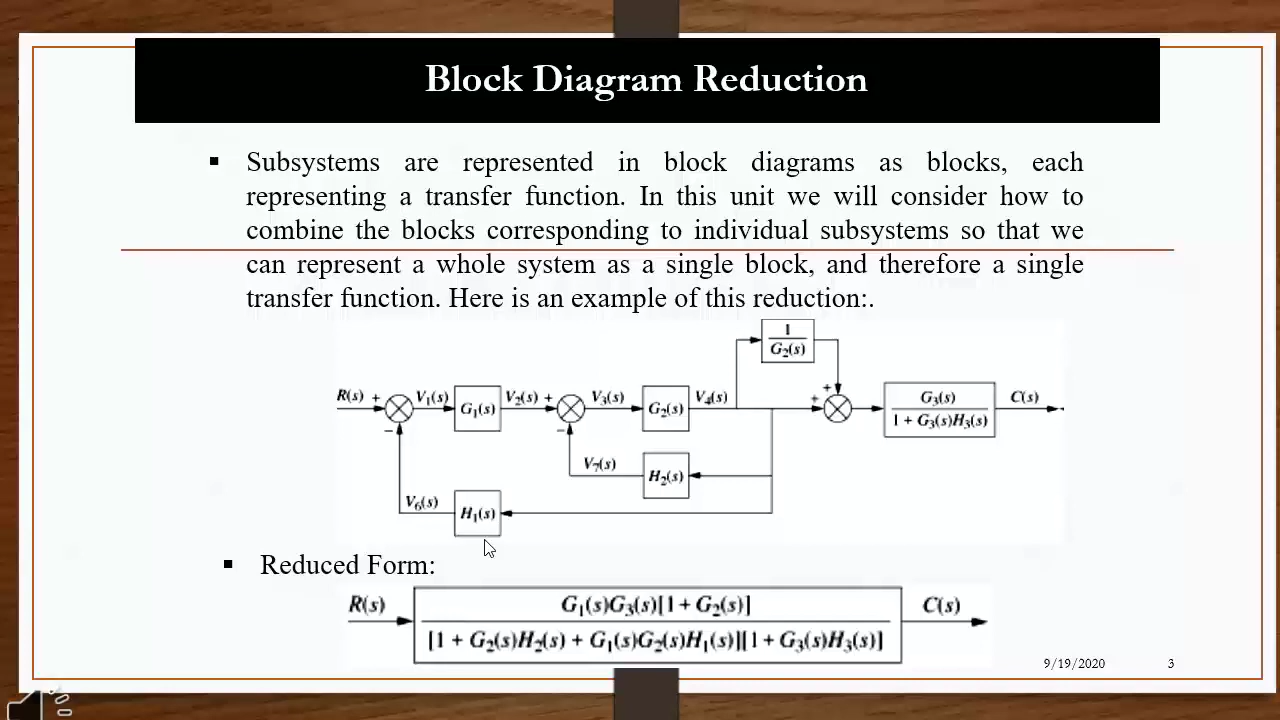 Block Diagram Reduction
▪ Subsystems are represented in block diagrams as blocks, each
representing a transfer function. In this unit we will consider how to
combine the blocks corresponding to individual subsystems so that we
can represent a whole system as a single block, and therefore a single
transfer function. Here is an example of this reduction:.
1
G₂(s)
R(s) + V₁(s) G₁(s) V₂(s) + V₃(s) G₂(s) V₄(s) + + G₃(s) C(s)
1 + G₃(s)H₃(s)
− −
V₇(s) H₂(s)
V₆(s) H₁(s)
▪ Reduced Form:
R(s) G₁(s)G₃(s)[1 + G₂(s)] C(s)
[1 + G₂(s)H₂(s) + G₁(s)G₂(s)H₁(s)][1 + G₃(s)H₃(s)]
9/19/2020 3